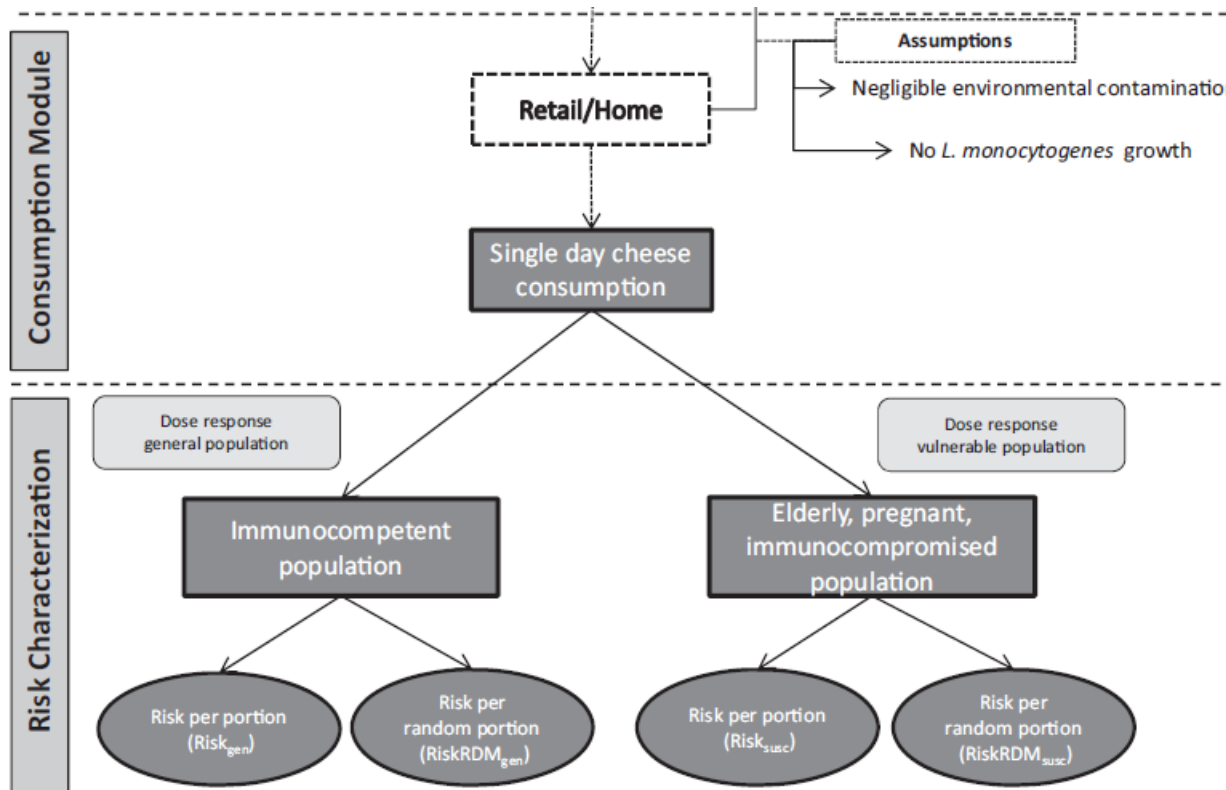 Consumption Module
Assumptions
Retail/Home
Negligible environmental contamination
No L. monocytogenes growth
Single day cheese
consumption
Risk Characterization
Dose response
general population
Dose response
vulnerable population
Immunocompetent
population
Elderly, pregnant,
immunocompromised
population
Risk per portion
(Riskgen)
Risk per
random portion
(RiskRDMgen)
Risk per portion
(Risksusc)
Risk per
random portion
(RiskRDMsusc)